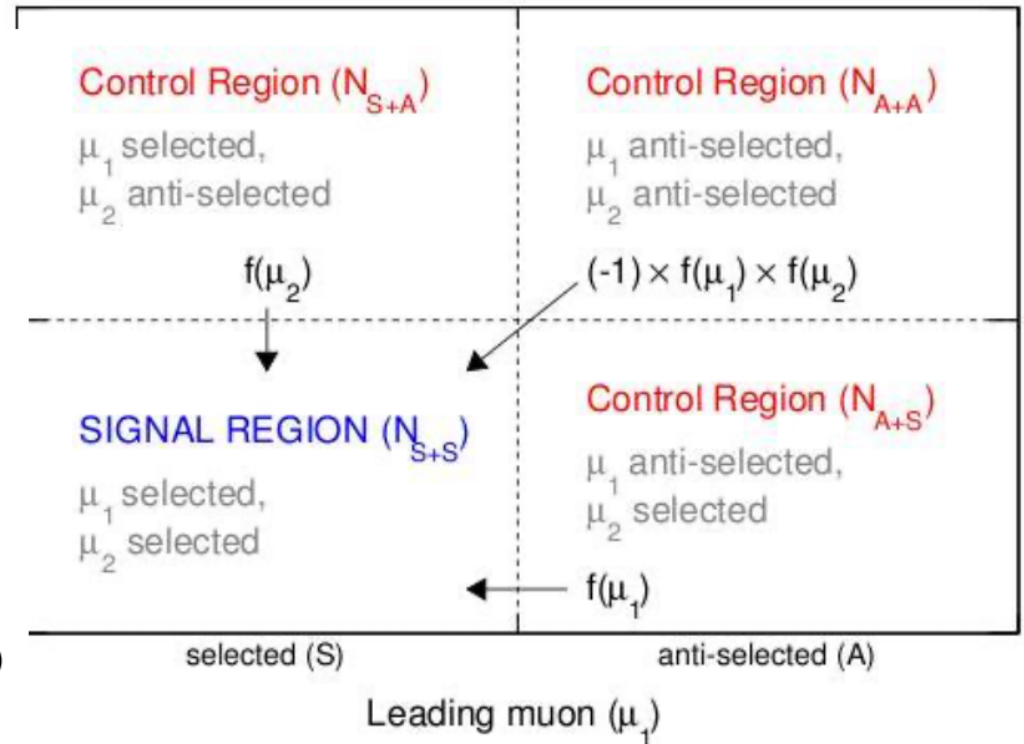 Control Region (N_S+A)
μ_1 selected,
μ_2 anti-selected
f(μ_2)
Control Region (N_A+A)
μ_1 anti-selected,
μ_2 anti-selected
(-1) × f(μ_1) × f(μ_2)
SIGNAL REGION (N_S+S)
μ_1 selected,
μ_2 selected
Control Region (N_A+S)
μ_1 anti-selected,
μ_2 selected
f(μ_1)
)
selected (S)
anti-selected (A)
Leading muon (μ_1)